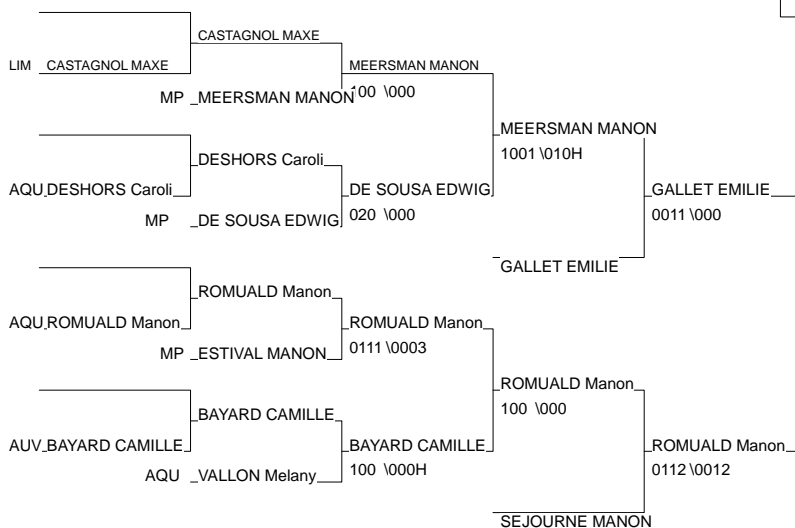 CASTAGNOL MAXE
LIM CASTAGNOL MAXE
MEERSMAN MANON
MP MEERSMAN MANON
100 \000
MEERSMAN MANON
1001 \010H
DESHORS Caroli
AQU DESHORS Caroli
DE SOUSA EDWIG
GALLET EMILIE
MP DE SOUSA EDWIG
020 \000
0011 \000
GALLET EMILIE
ROMUALD Manon
AQU ROMUALD Manon
ROMUALD Manon
MP ESTIVAL MANON
0111 \0003
ROMUALD Manon
100 \000
BAYARD CAMILLE
AUV BAYARD CAMILLE
BAYARD CAMILLE
ROMUALD Manon
AQU VALLON Melany
100 \000H
0112 \0012
SEJOURNE MANON